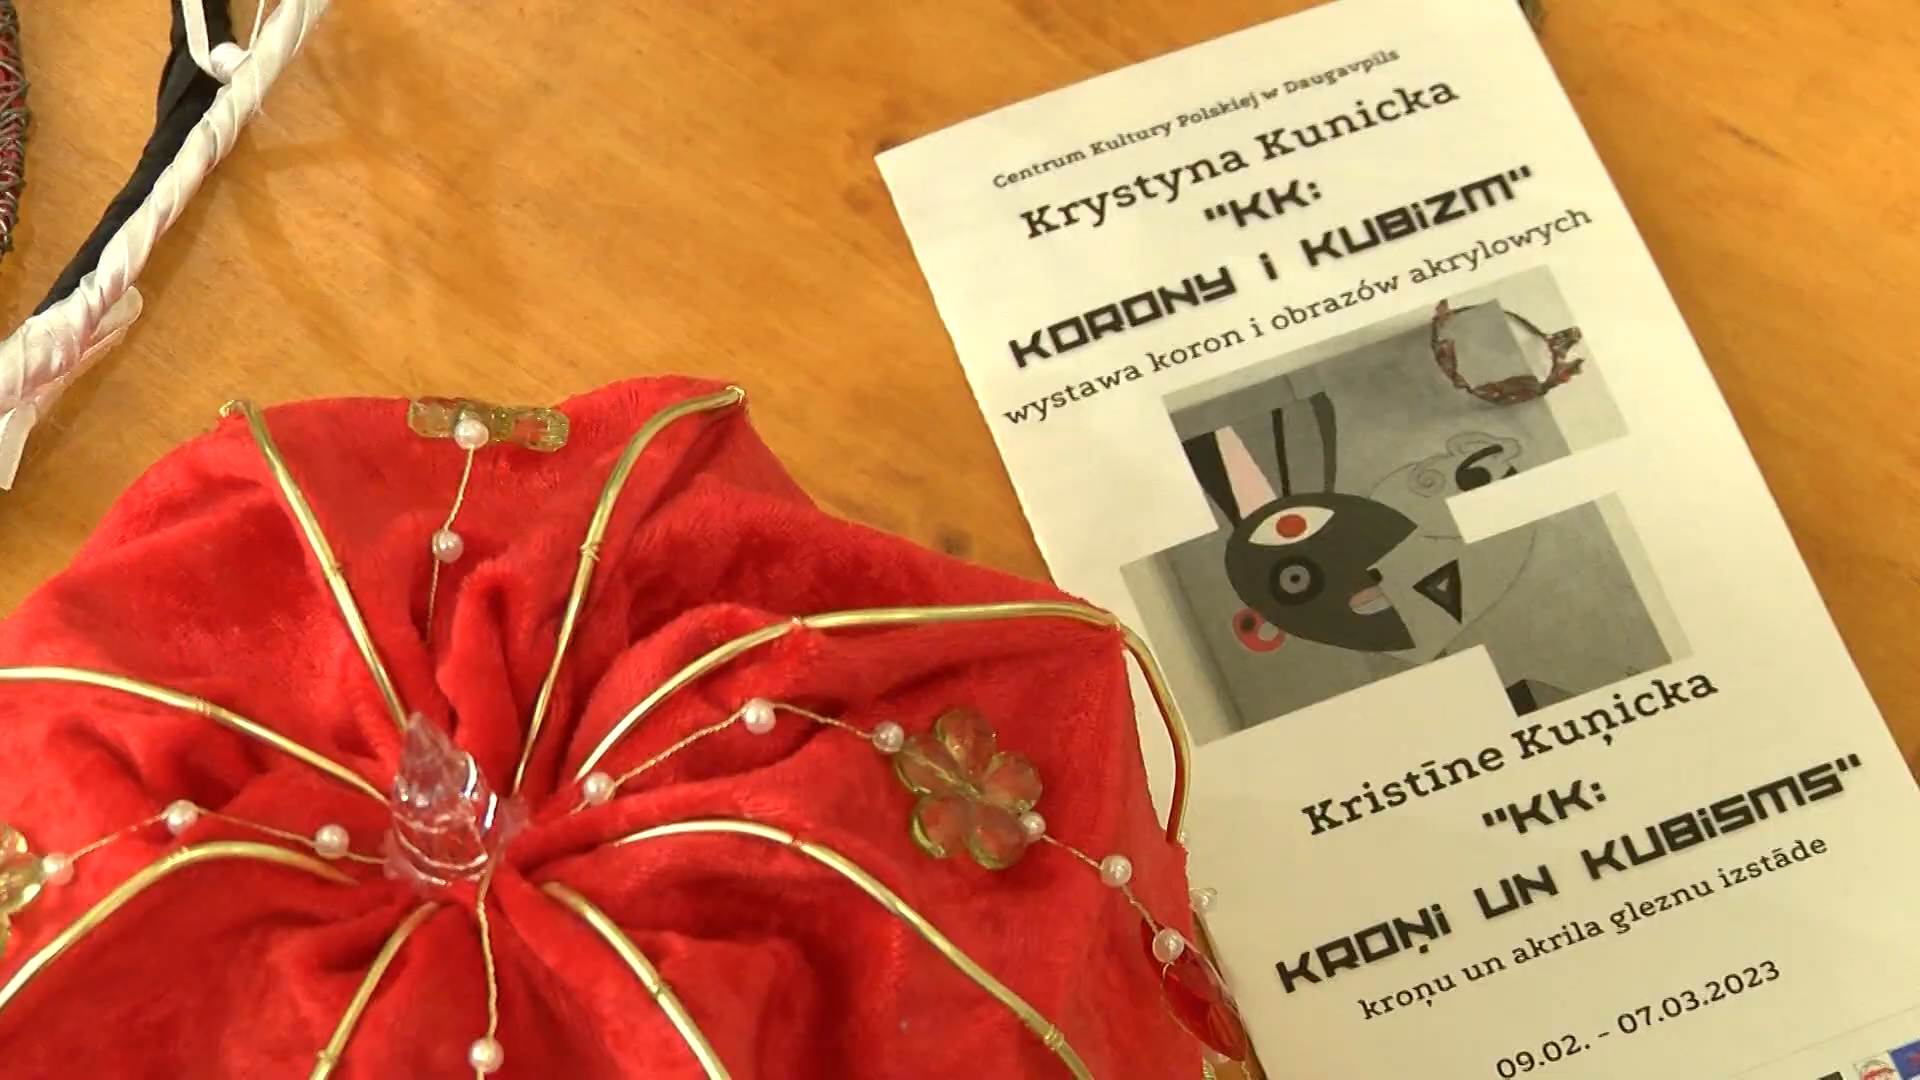 Centrum Kultury Polskiej w Daugavpils
Krystyna Kunicka
"KK:
KORONY i KUBiZM"
wystawa koron i obrazów akrylowych
Kristīne Kuņicka
"KK:
KROŅi UN KUBiSMS"
kroņu un akrila gleznu izstāde
09.02. - 07.03.2023